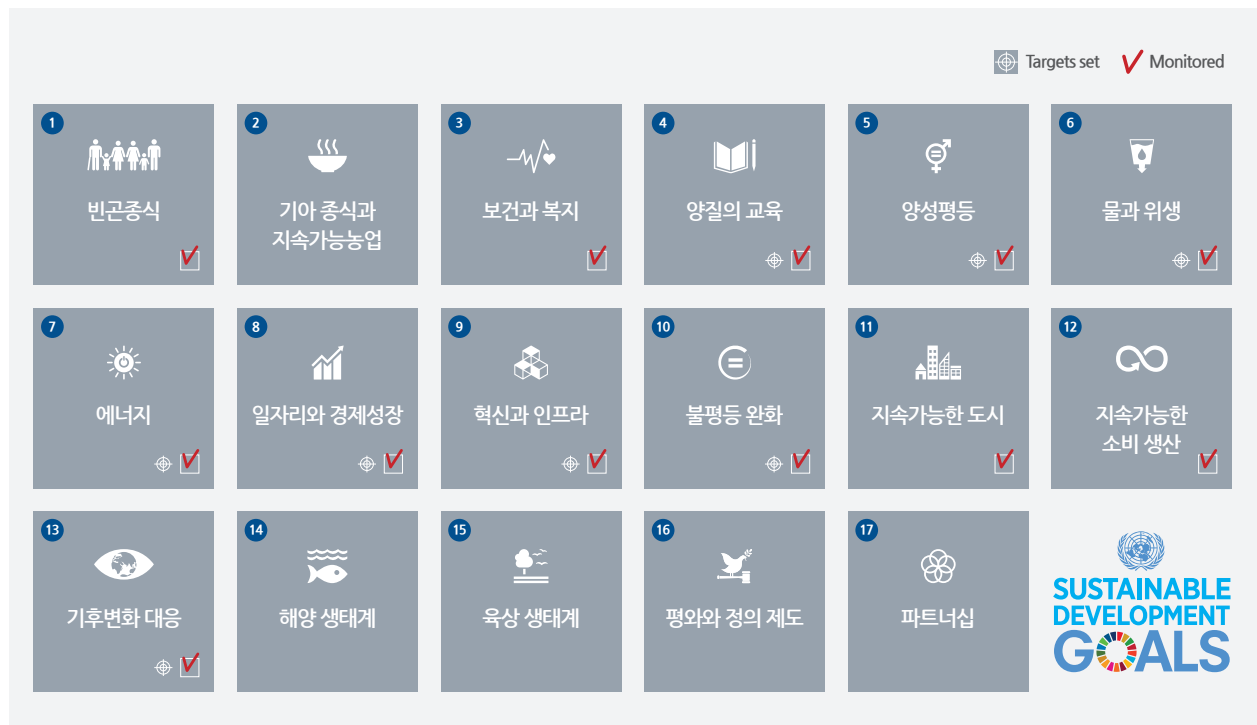 Targets set
Monitored
1
빈곤종식
2
기아 종식과
지속가능농업
3
보건과 복지
4
양질의 교육
5
양성평등
6
물과 위생
7
에너지
8
일자리와 경제성장
9
혁신과 인프라
10
불평등 완화
11
지속가능한 도시
12
지속가능한
소비 생산
13
기후변화 대응
14
해양 생태계
15
육상 생태계
16
평와와 정의 제도
17
파트너십
SUSTAINABLE
DEVELOPMENT
GOALS